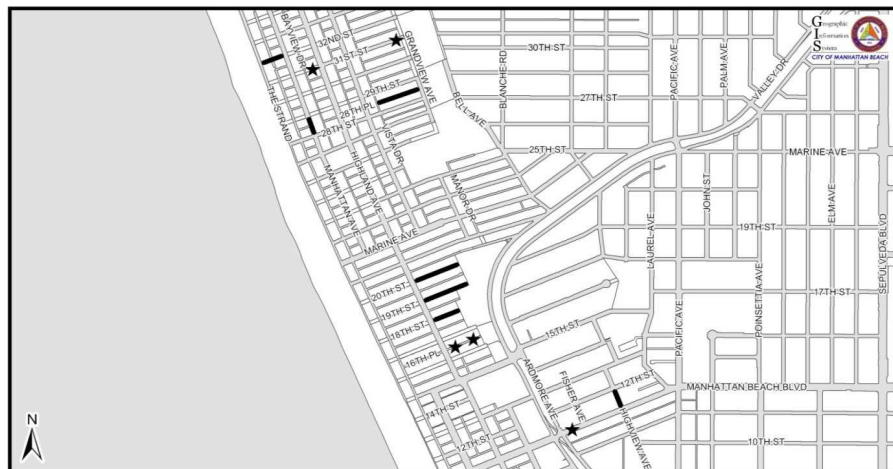 Geographic
Information
System
CITY OF MANHATTAN BEACH
32ND ST
31ST ST
BAYVIEW DR
GRANDVIEW AVE
30TH ST
BLANCHE RD
PACIFIC AVE
PALM AVE
VALLEY DR
THE STRAND
29TH ST
28TH PL
28TH ST
27TH ST
BELL AVE
VISTA DR
25TH ST
MARINE AVE
HIGHLAND AVE
MANHATTAN AVE
MANOR DR
JOHN ST
ELM AVE
MARINE AVE
19TH ST
LAUREL AVE
SEPULVEDA BLVD
POINSETTIA AVE
20TH ST
19TH ST
18TH ST
17TH ST
PACIFIC AVE
15TH ST
16TH PL
ARDMORE AVE
FISHER AVE
12TH ST
MANHATTAN BEACH BLVD
14TH ST
HIGHVIEW AVE
12TH ST
10TH ST
N